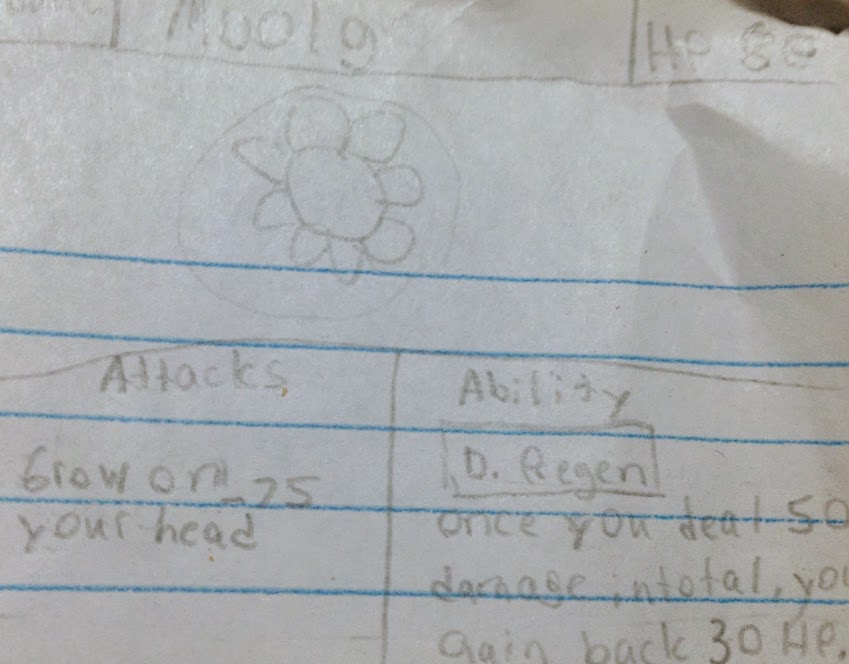 Moolg
HP 80
Attacks
Ability
D. Regen
Grow on
your head
-25
once you deal 50
damage intotal, you
gain back 30 HP.